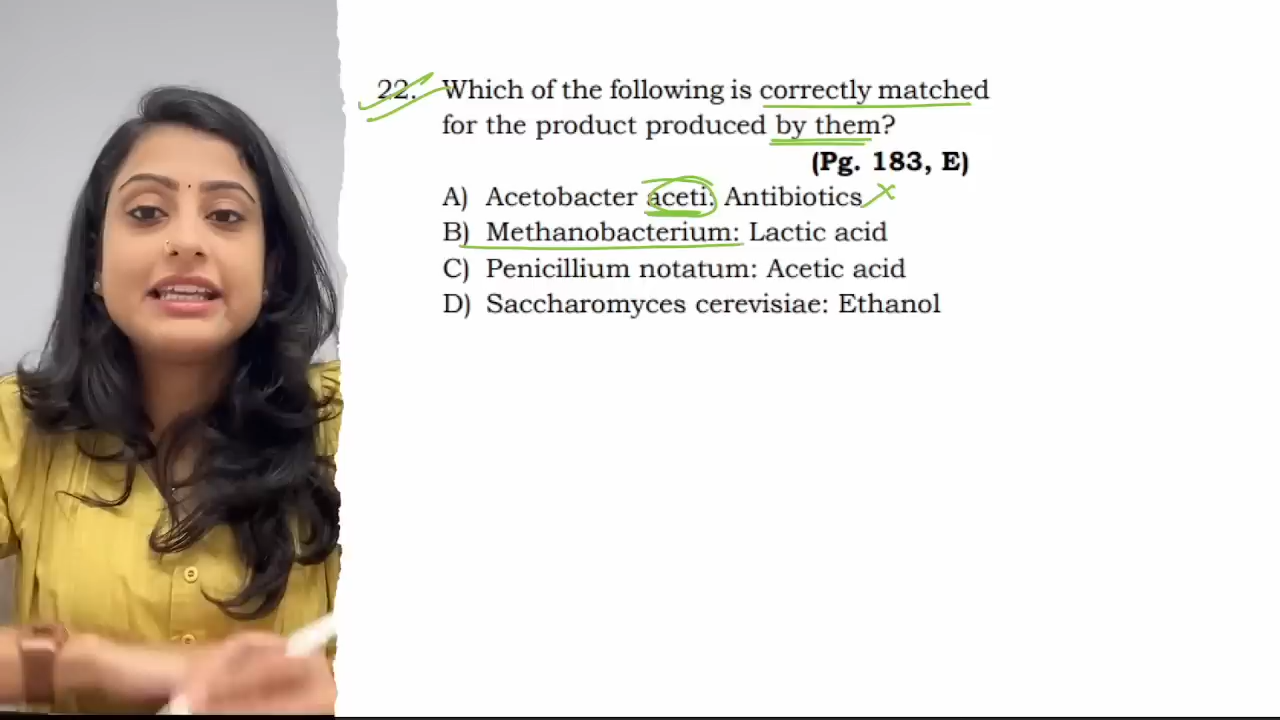 22. Which of the following is correctly matched
for the product produced by them?
(Pg. 183, E)
A) Acetobacter aceti: Antibiotics
B) Methanobacterium: Lactic acid
C) Penicillium notatum: Acetic acid
D) Saccharomyces cerevisiae: Ethanol